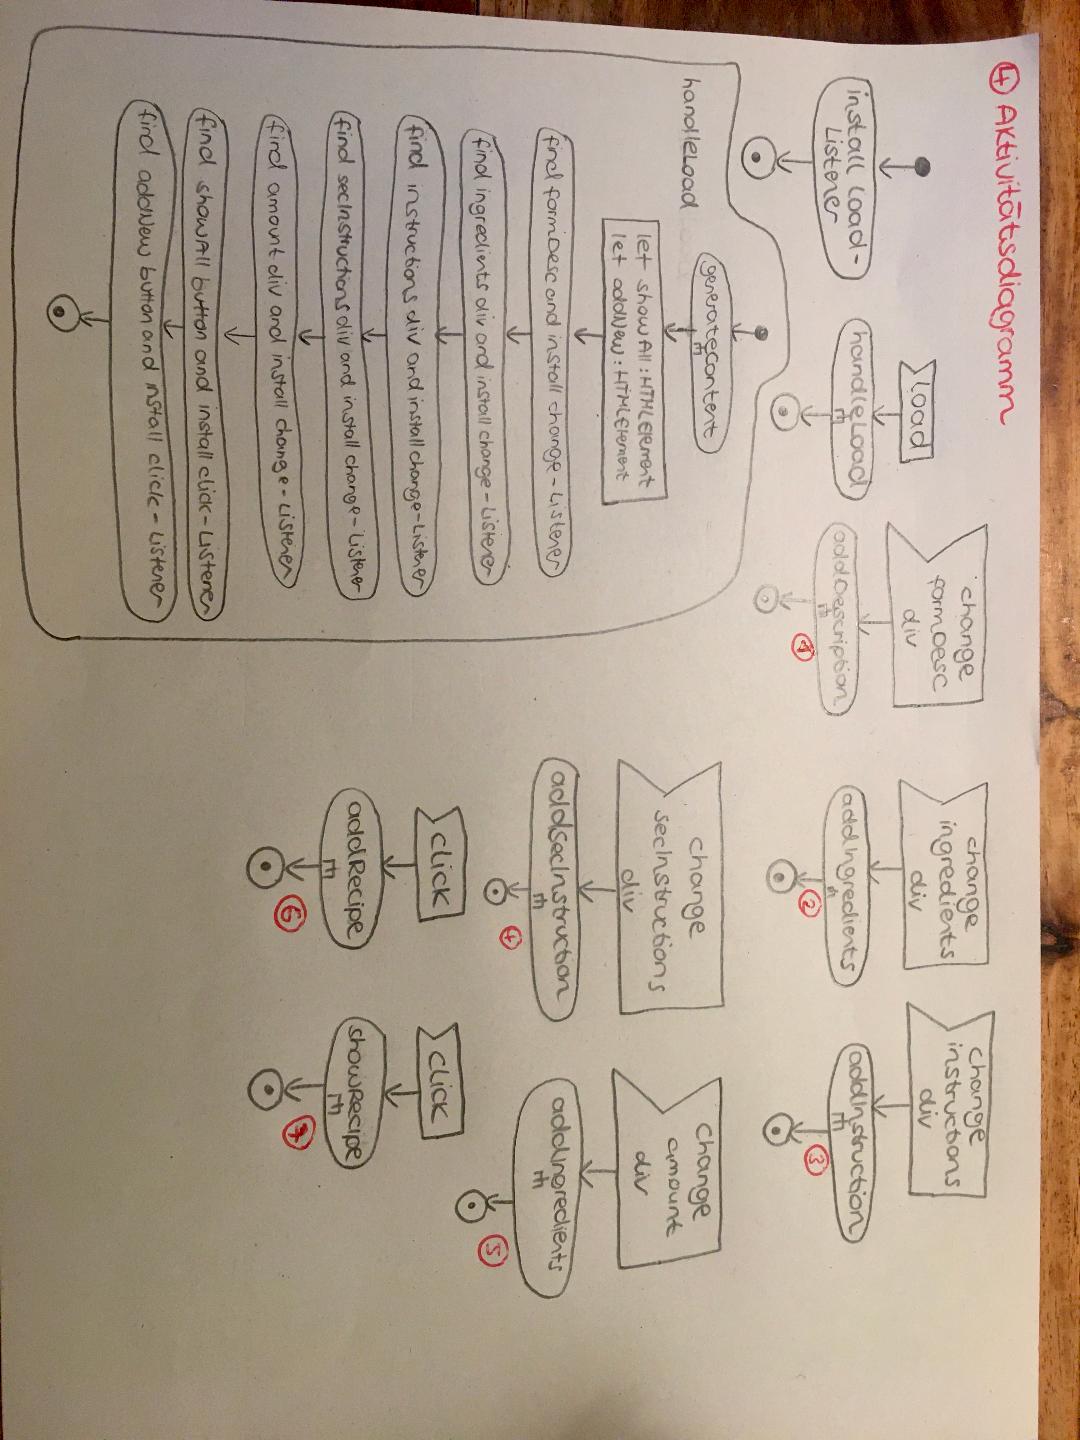 ④ Aktivitätsdiagramm
install load-
Listener
load
handleLoad
change
formDesc
div
addDescription
①
change
ingredients
div
addIngredients
②
change
instructions
div
addInstruction
③
handleLoad
generateContent
let showAll : HTMLElement
let addNew : HTMLElement
find formDesc and install change-Listener
find ingredients div and install change-Listener
find instructions div and install change-Listener
find secInstructions div and install change-Listener
find amount div and install change-Listener
find showAll button and install click-Listener
find addNew button and install click-Listener
change
secInstructions
div
addSecInstruction
④
change
amount
div
addIngredients
⑤
click
addRecipe
⑥
click
showRecipe
⑦